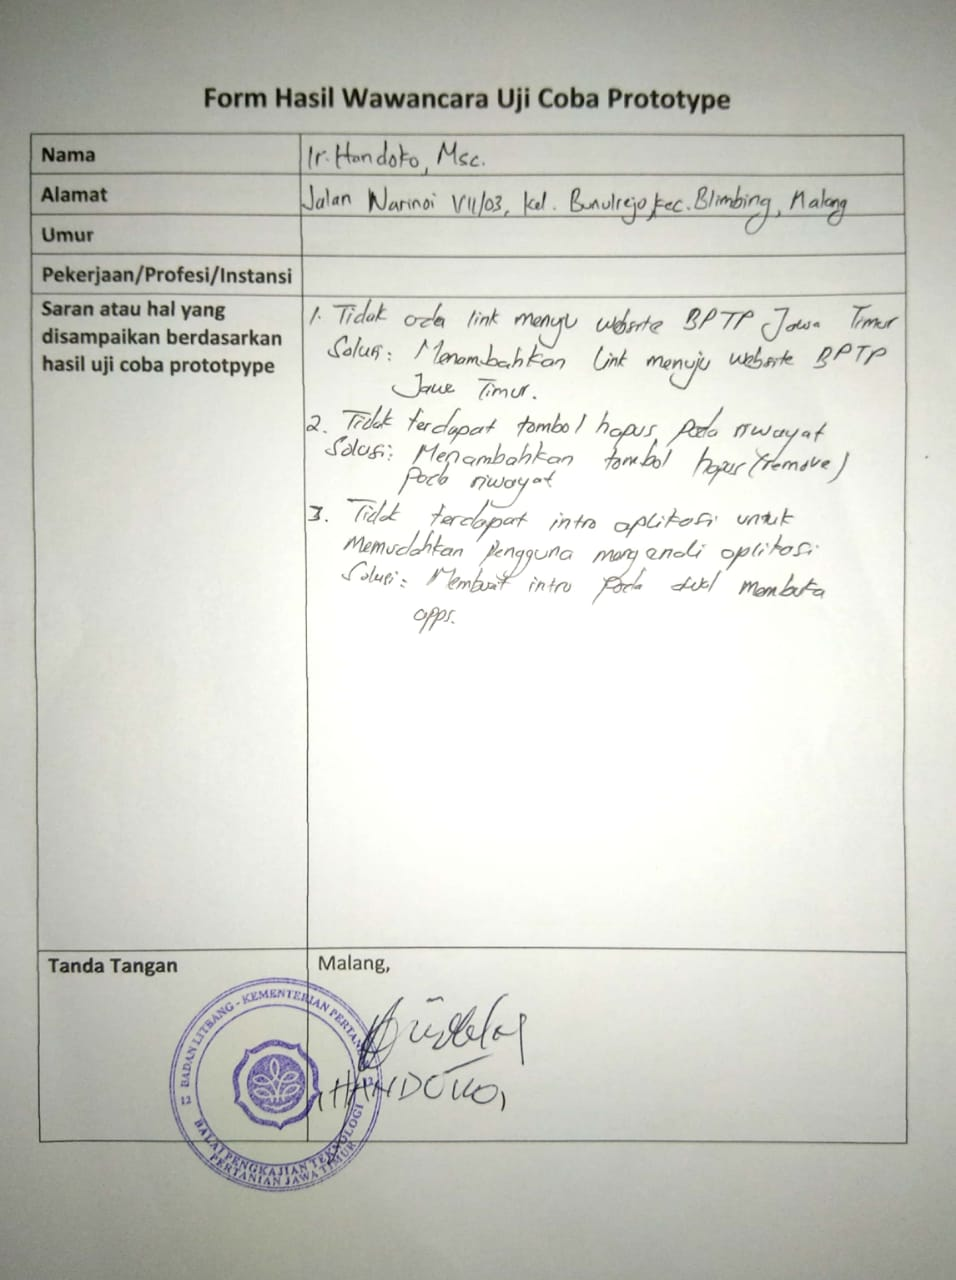 Form Hasil Wawancara Uji Coba Prototype
Nama
Ir. Handoko, Msc.
Alamat
Jalan Narinoi VII/03, kel. Bunulrejo, kec. Blimbing, Malang
Umur
Pekerjaan/Profesi/Instansi
Saran atau hal yang
disampaikan berdasarkan
hasil uji coba prototpype
1. Tidak ada link menuju website BPTP Jawa Timur
Solusi: Menambahkan link menuju website BPTP
Jawa Timur.
2. Tidak terdapat tombol hapus pada riwayat
Solusi: Menambahkan tombol hapus (remove)
pada riwayat
3. Tidak terdapat intro aplikasi untuk
Memudahkan pengguna aplikasi
Solusi: Membuat intro pada awal membuka
apps.
Tanda Tangan
Malang,
HANDOKO,
BADAN LITBANG - KEMENTERIAN PERTANIAN
12 12
BALAI PENGKAJIAN TEKNOLOGI
PERTANIAN JAWA TIMUR